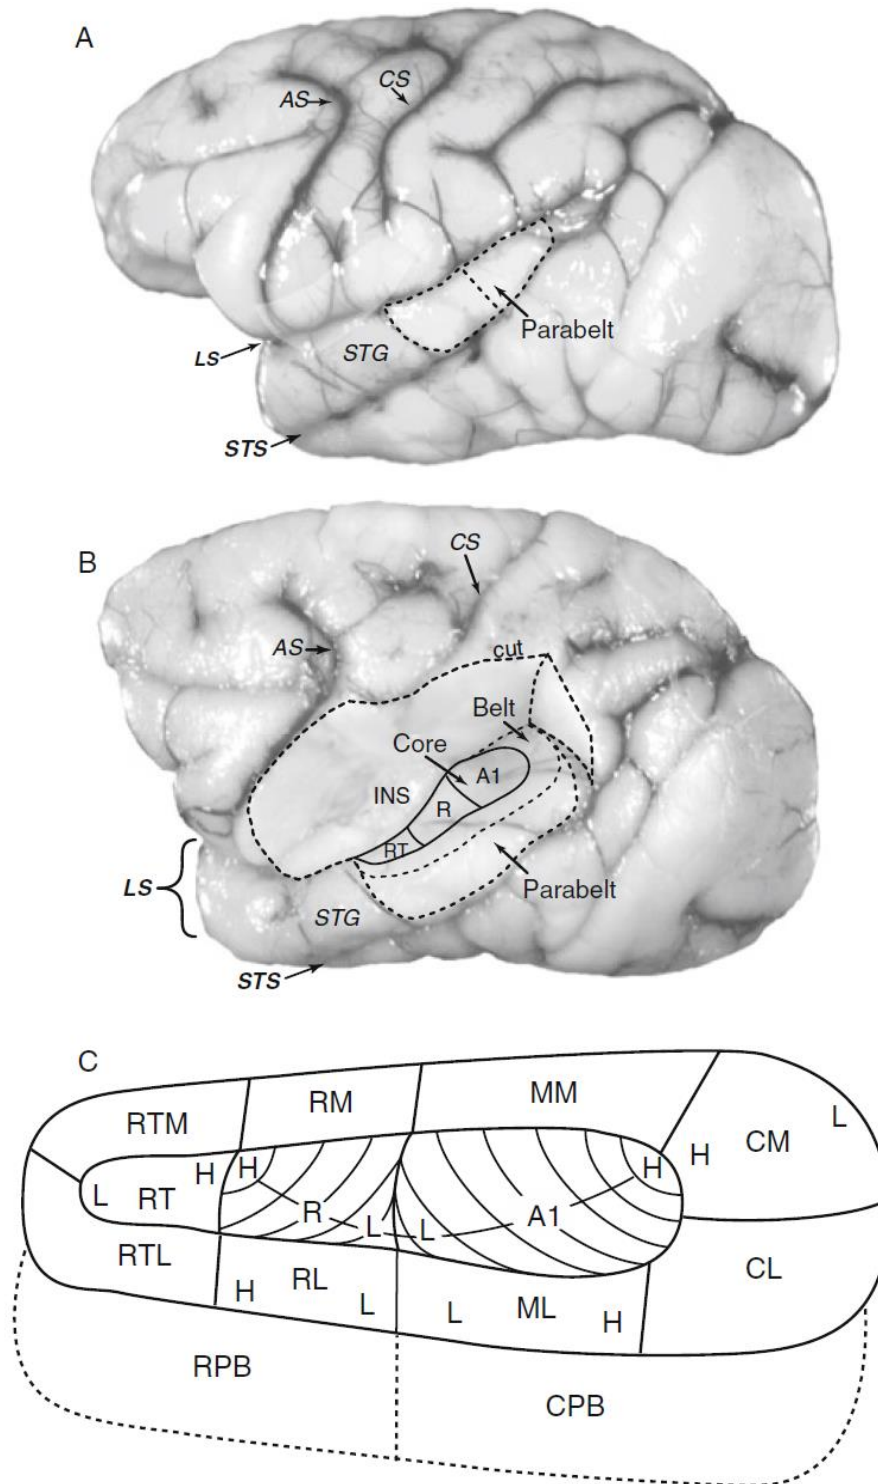 A
AS
CS
Parabelt
STG
LS
STS
B
CS
AS
cut
Belt
Core
A1
INS
R
RT
Parabelt
LS
STG
STS
C
RTM RM MM
L
H CM
L RT H H H
R L L A1
RTL RL ML CL
H L L H
RPB
CPB